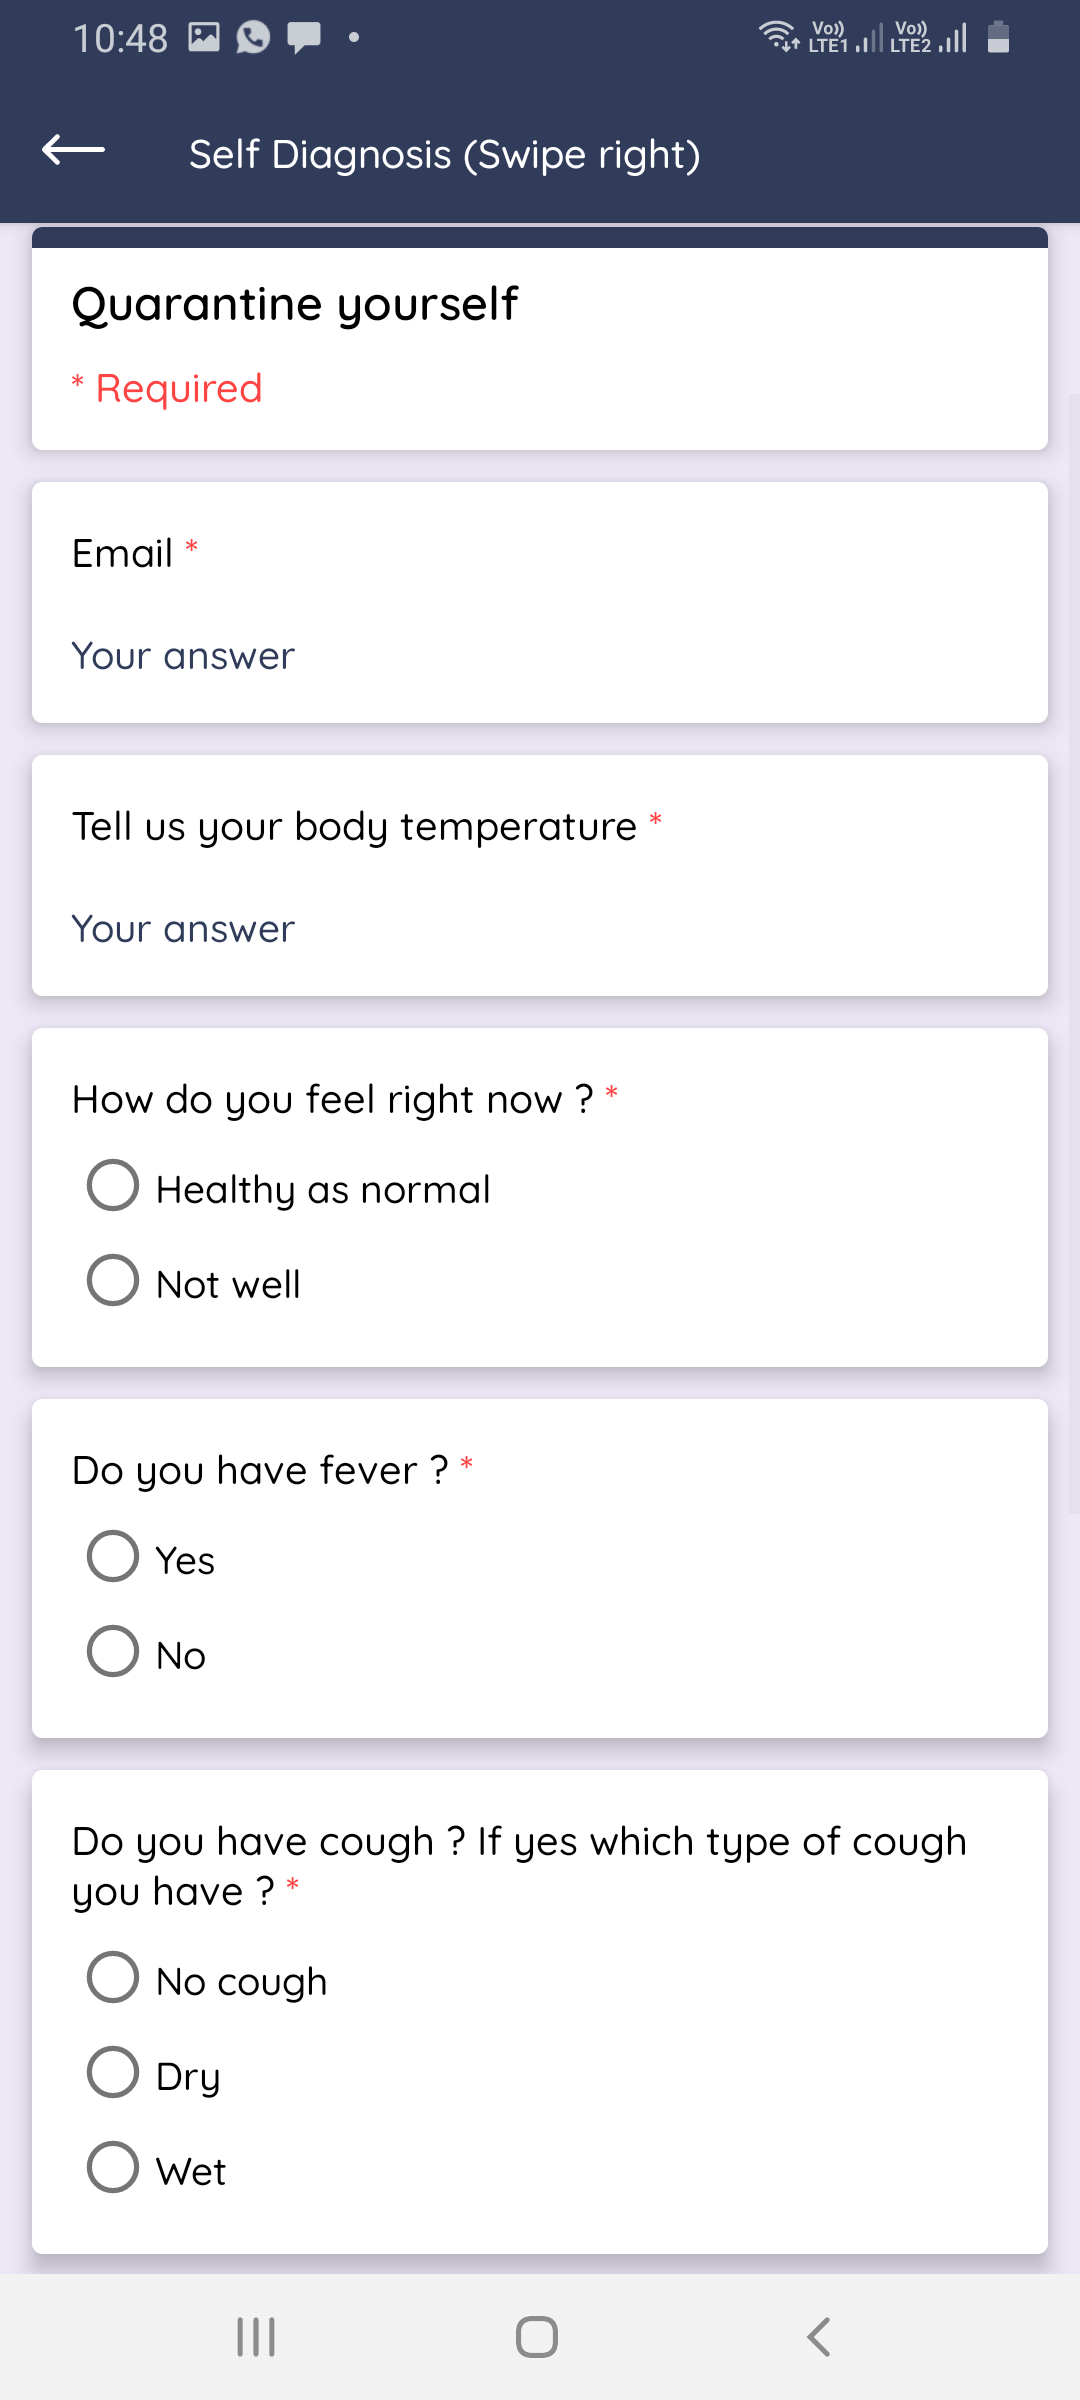 10:48
Vo)) LTE1 Vo)) LTE2
Self Diagnosis (Swipe right)
Quarantine yourself
* Required
Email *
Your answer
Tell us your body temperature *
Your answer
How do you feel right now ? *
Healthy as normal
Not well
Do you have fever ? *
Yes
No
Do you have cough ? If yes which type of cough
you have ? *
No cough
Dry
Wet